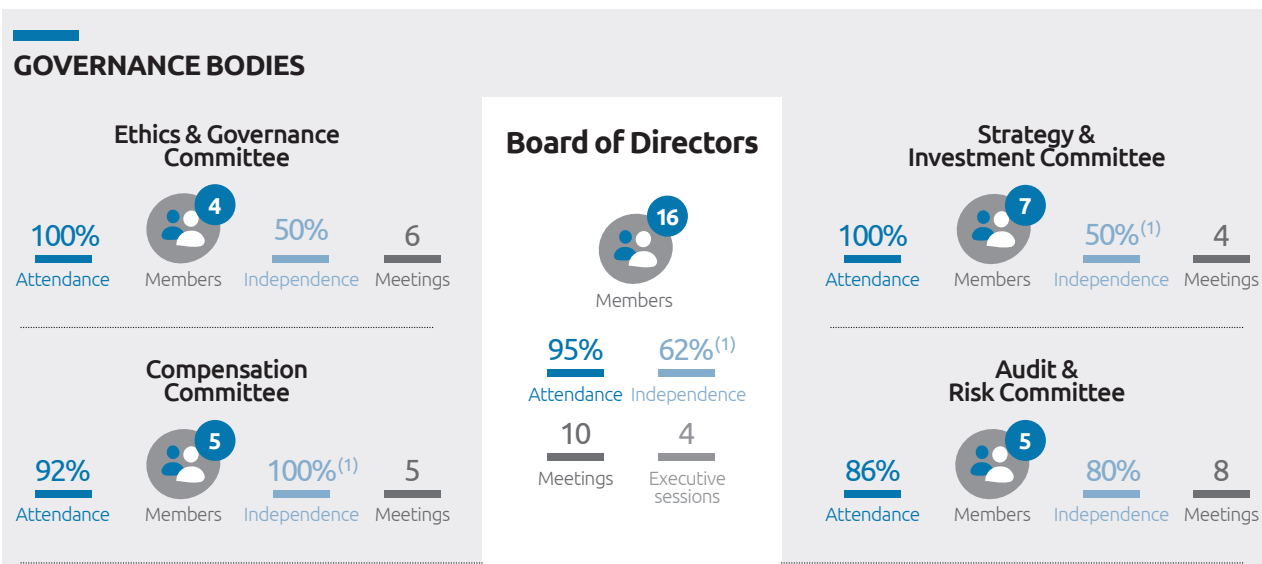 GOVERNANCE BODIES
Ethics & Governance
Committee
4
100%
50%
6
Attendance
Members
Independence
Meetings
Compensation
Committee
5
92%
100%(1)
5
Attendance
Members
Independence
Meetings
Board of Directors
16
Members
95%
62%(1)
Attendance
Independence
10
4
Meetings
Executive
sessions
Strategy &
Investment Committee
7
100%
50%(1)
4
Attendance
Members
Independence
Meetings
Audit &
Risk Committee
5
86%
80%
8
Attendance
Members
Independence
Meetings